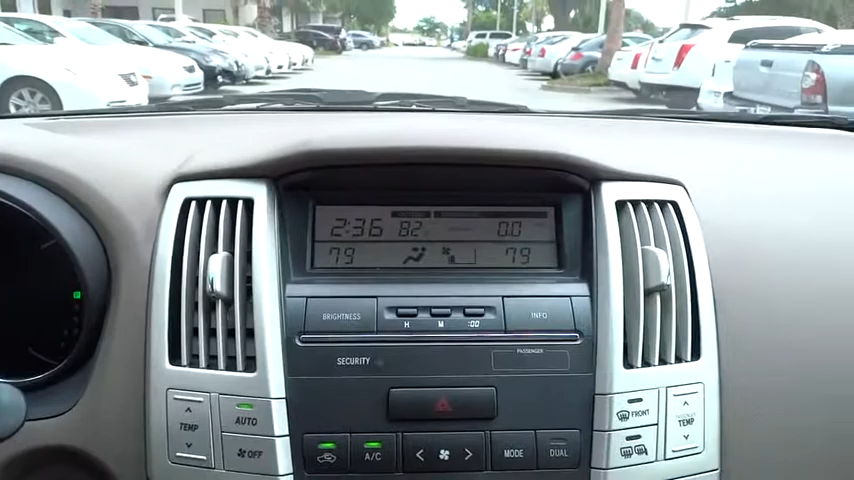 2:36 82 0.0
79 79
BRIGHTNESS H M :00 INFO
SECURITY PASSENGER
TEMP AUTO OFF
A/C MODE DUAL
FRONT
PASSENGER TEMP
P